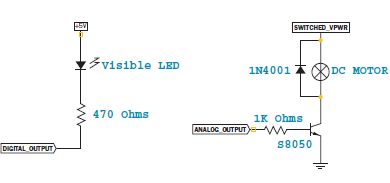 +5V
Visible LED
470 Ohms
DIGITAL_OUTPUT
SWITCHED_VPWR
1N4001
DC MOTOR
1K Ohms
ANALOG_OUTPUT
S8050